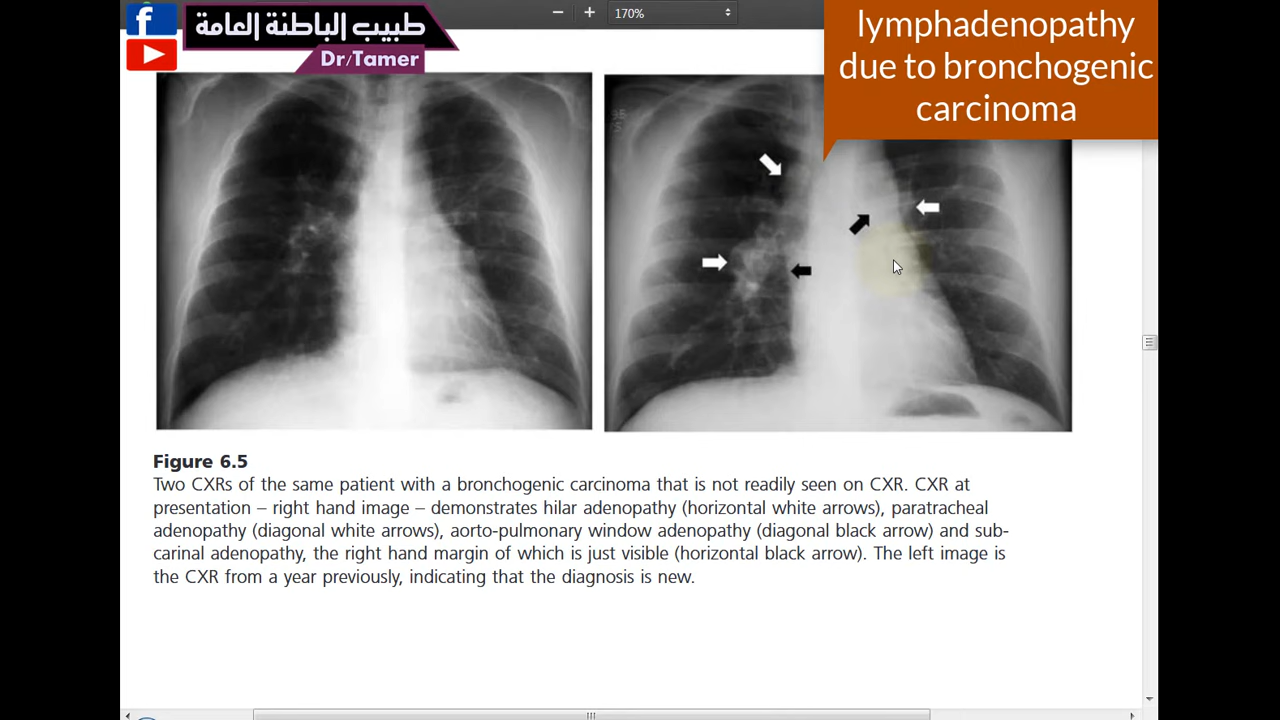 170%
طبيب الباطنة العامة
Dr/Tamer
lymphadenopathy
due to bronchogenic
carcinoma
Figure 6.5
Two CXRs of the same patient with a bronchogenic carcinoma that is not readily seen on CXR. CXR at
presentation – right hand image – demonstrates hilar adenopathy (horizontal white arrows), paratracheal
adenopathy (diagonal white arrows), aorto-pulmonary window adenopathy (diagonal black arrow) and sub-
carinal adenopathy, the right hand margin of which is just visible (horizontal black arrow). The left image is
the CXR from a year previously, indicating that the diagnosis is new.